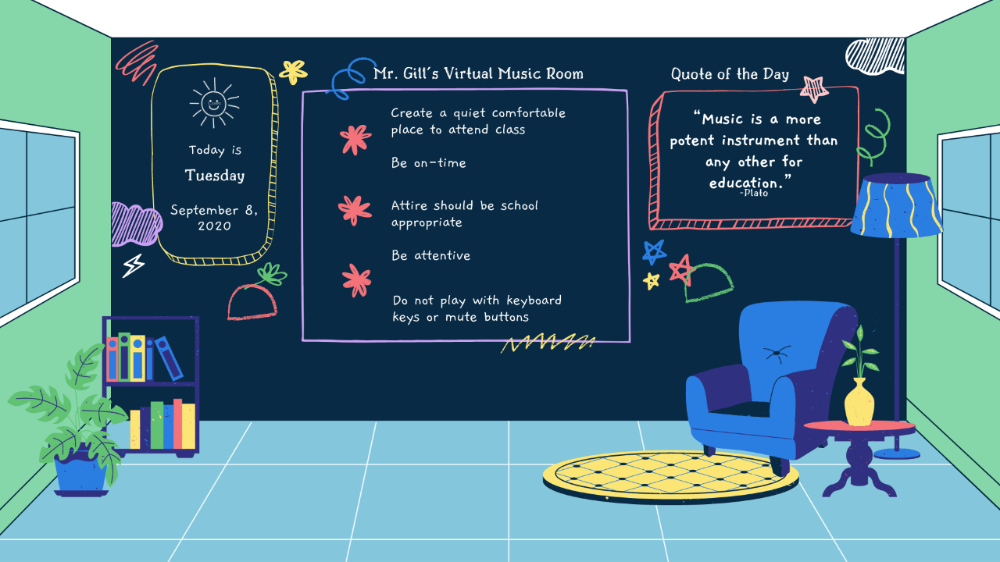 Today is
Tuesday
September 8,
2020
Mr. Gill's Virtual Music Room
Create a quiet comfortable
place to attend class
Be on-time
Attire should be school
appropriate
Be attentive
Do not play with keyboard
keys or mute buttons
Quote of the Day
"Music is a more
potent instrument than
any other for
education."
-Plato